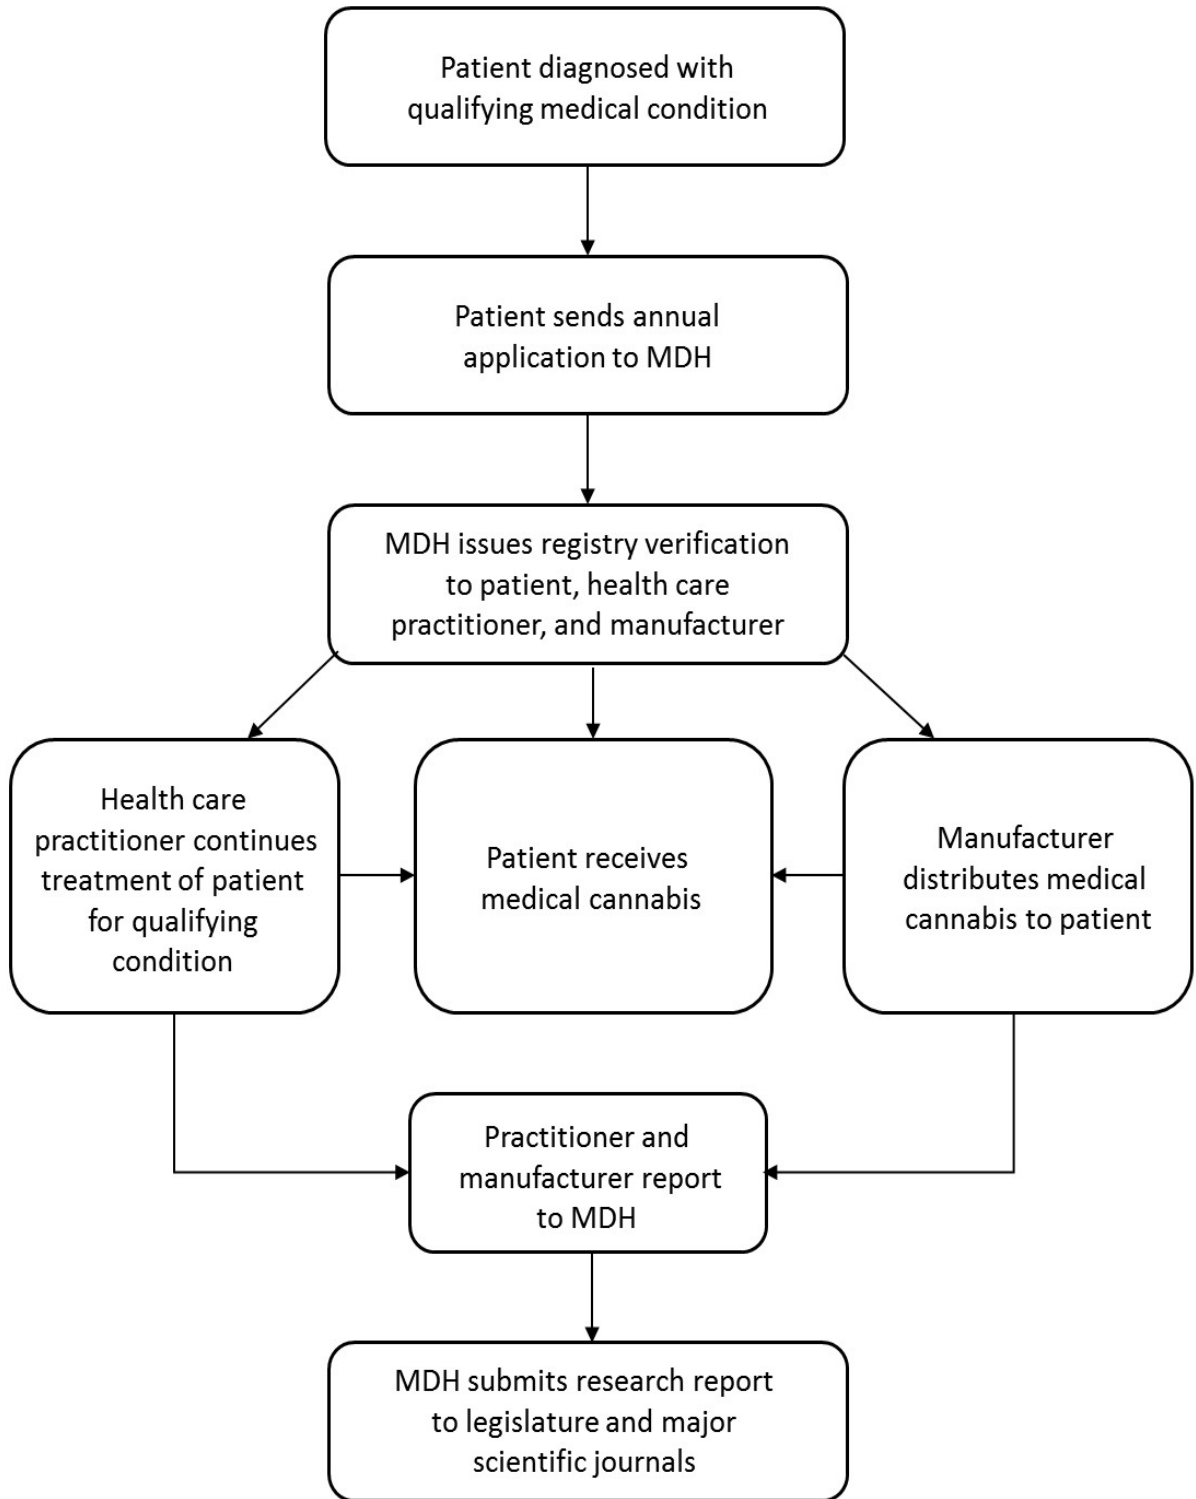 Patient diagnosed with
qualifying medical condition
Patient sends annual
application to MDH
MDH issues registry verification
to patient, health care
practitioner, and manufacturer
Health care
practitioner continues
treatment of patient
for qualifying
condition
Patient receives
medical cannabis
Manufacturer
distributes medical
cannabis to patient
Practitioner and
manufacturer report
to MDH
MDH submits research report
to legislature and major
scientific journals